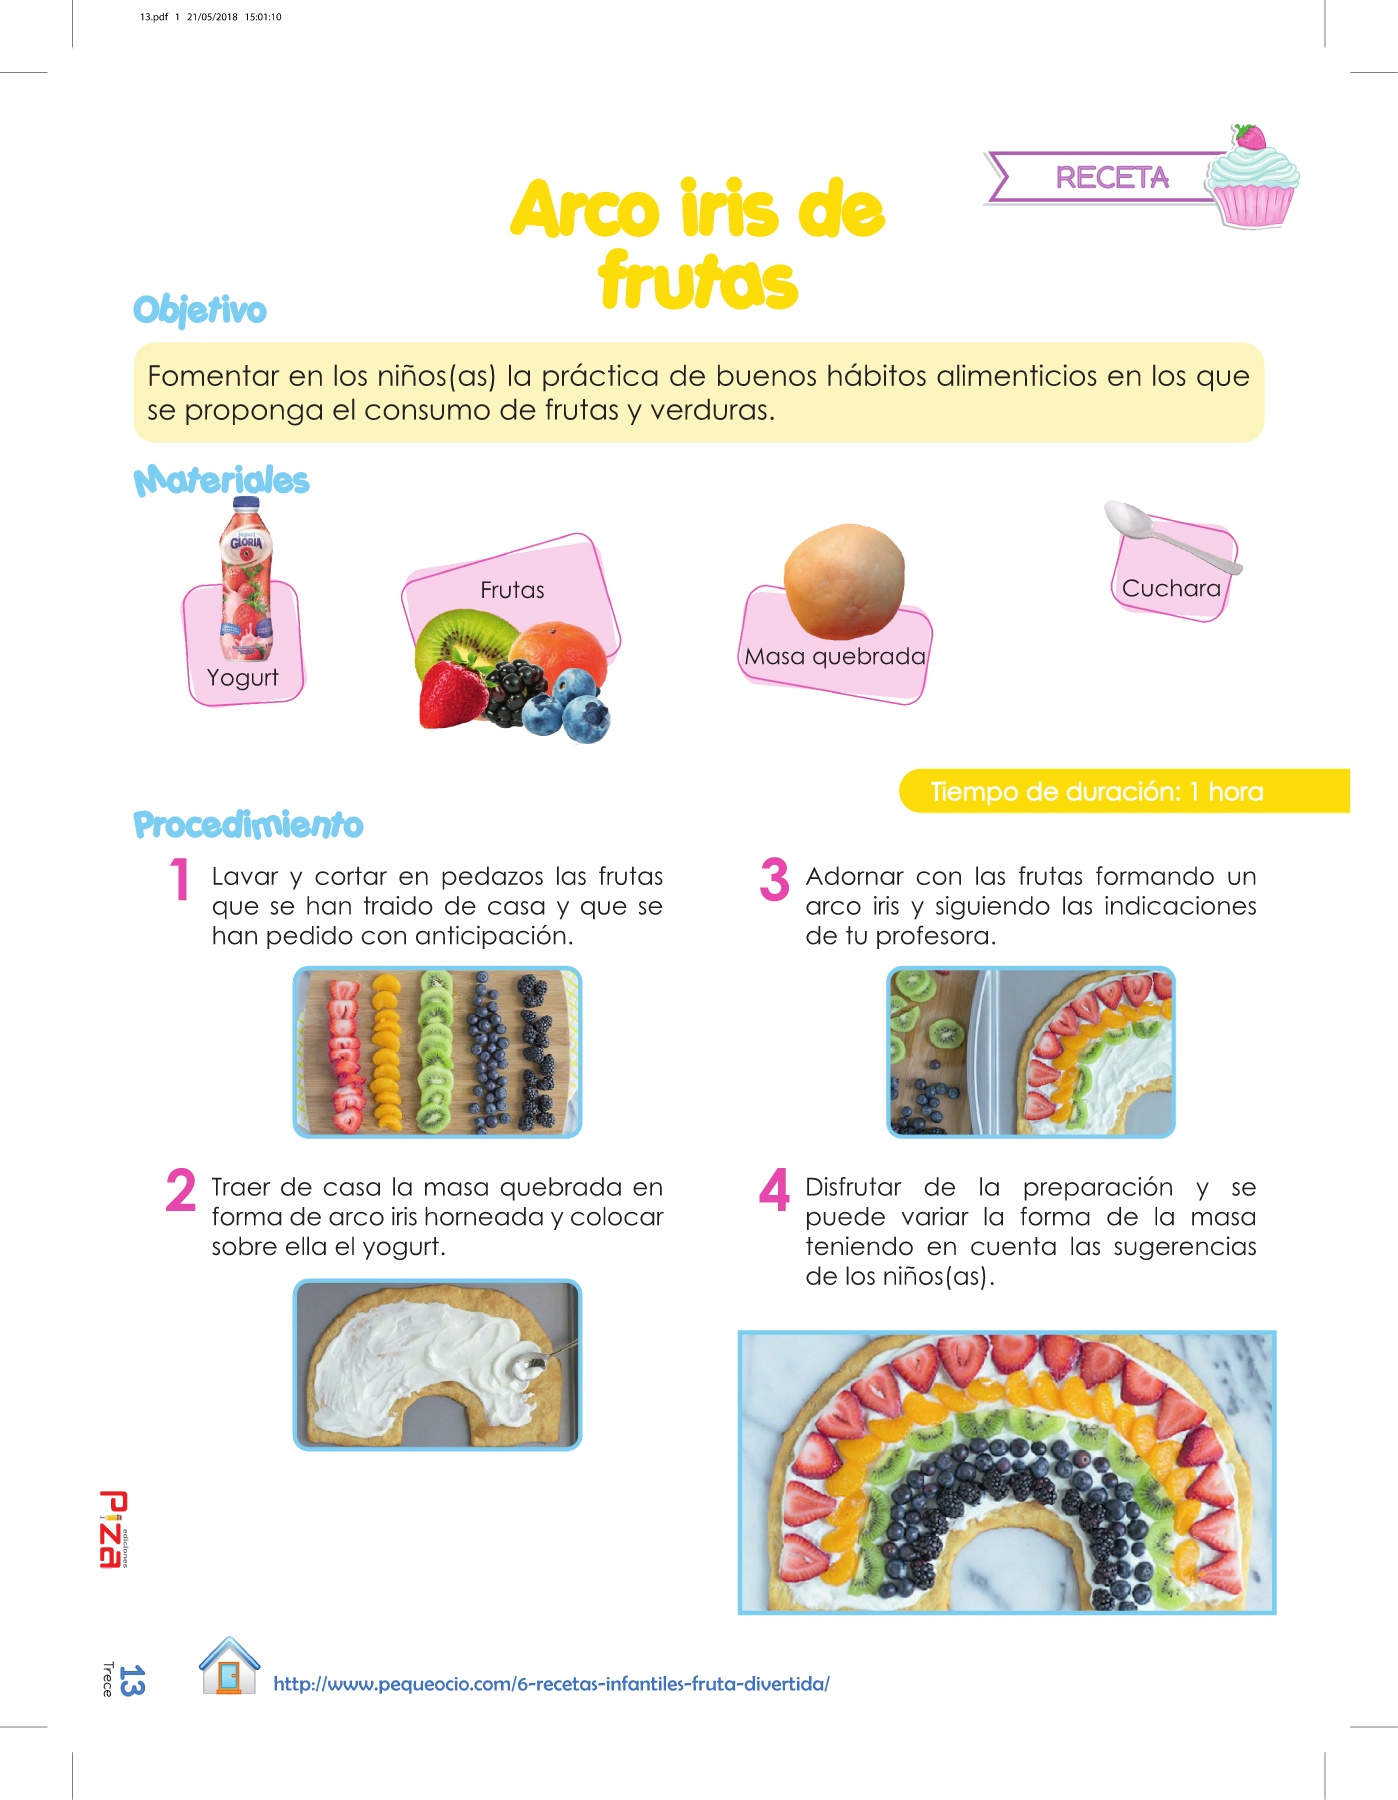 13.pdf 1 21/05/2018 15:01:10
RECETA
Arco iris de
frutas
Objetivo
Fomentar en los niños(as) la práctica de buenos hábitos alimenticios en los que
se proponga el consumo de frutas y verduras.
Materiales
GLORIA
Yogurt
Frutas
Masa quebrada
Cuchara
Tiempo de duración: 1 hora
Procedimiento
1 Lavar y cortar en pedazos las frutas
que se han traido de casa y que se
han pedido con anticipación.
2 Traer de casa la masa quebrada en
forma de arco iris horneada y colocar
sobre ella el yogurt.
3 Adornar con las frutas formando un
arco iris y siguiendo las indicaciones
de tu profesora.
4 Disfrutar de la preparación y se
puede variar la forma de la masa
teniendo en cuenta las sugerencias
de los niños(as).
Piza
ediciones
13
Trece
http://www.pequeocio.com/6-recetas-infantiles-fruta-divertida/